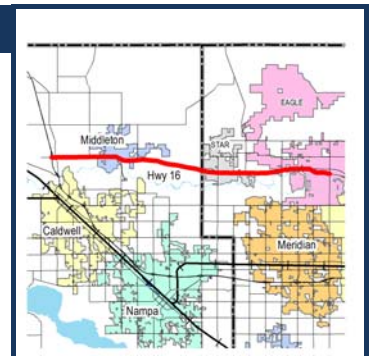 EAGLE
Middleton
STAR
Hwy 16
Caldwell
Meridian
Nampa